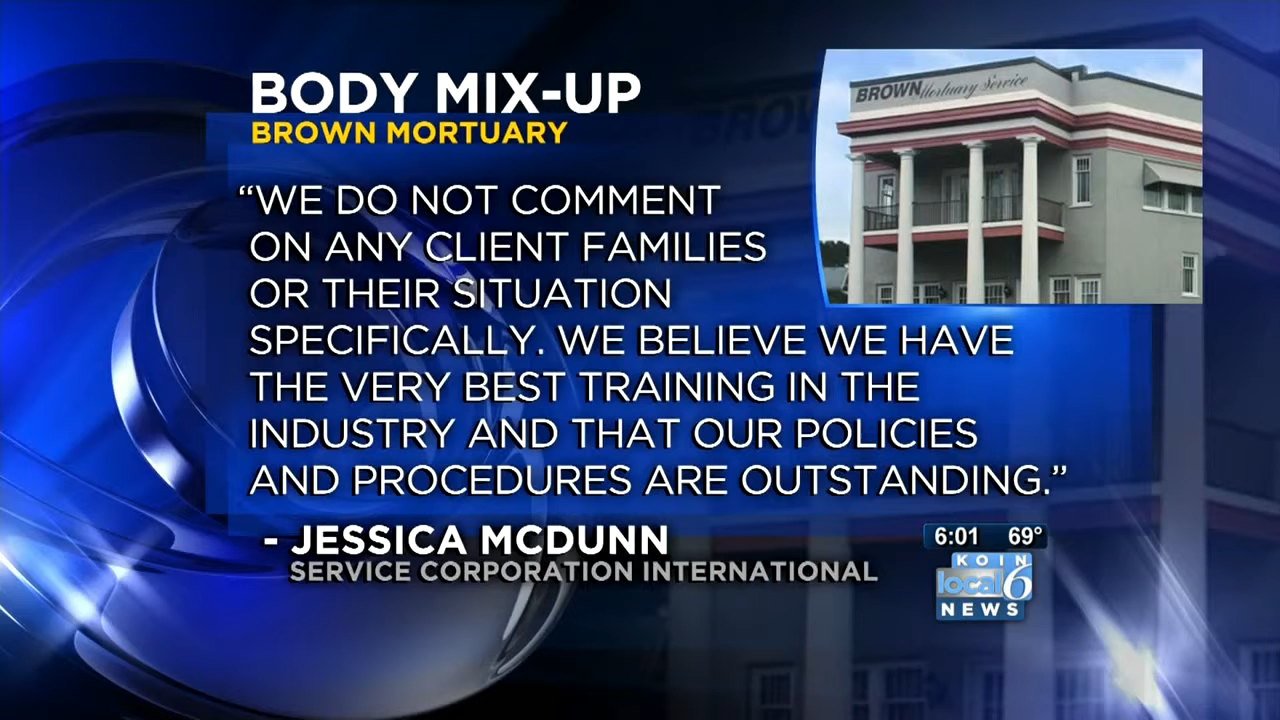 BODY MIX-UP
BROWN MORTUARY
BROWN Mortuary Service
“WE DO NOT COMMENT
ON ANY CLIENT FAMILIES
OR THEIR SITUATION
SPECIFICALLY. WE BELIEVE WE HAVE
THE VERY BEST TRAINING IN THE
INDUSTRY AND THAT OUR POLICIES
AND PROCEDURES ARE OUTSTANDING.”
- JESSICA MCDUNN
SERVICE CORPORATION INTERNATIONAL
6:01 69°
KOIN
local 6
NEWS